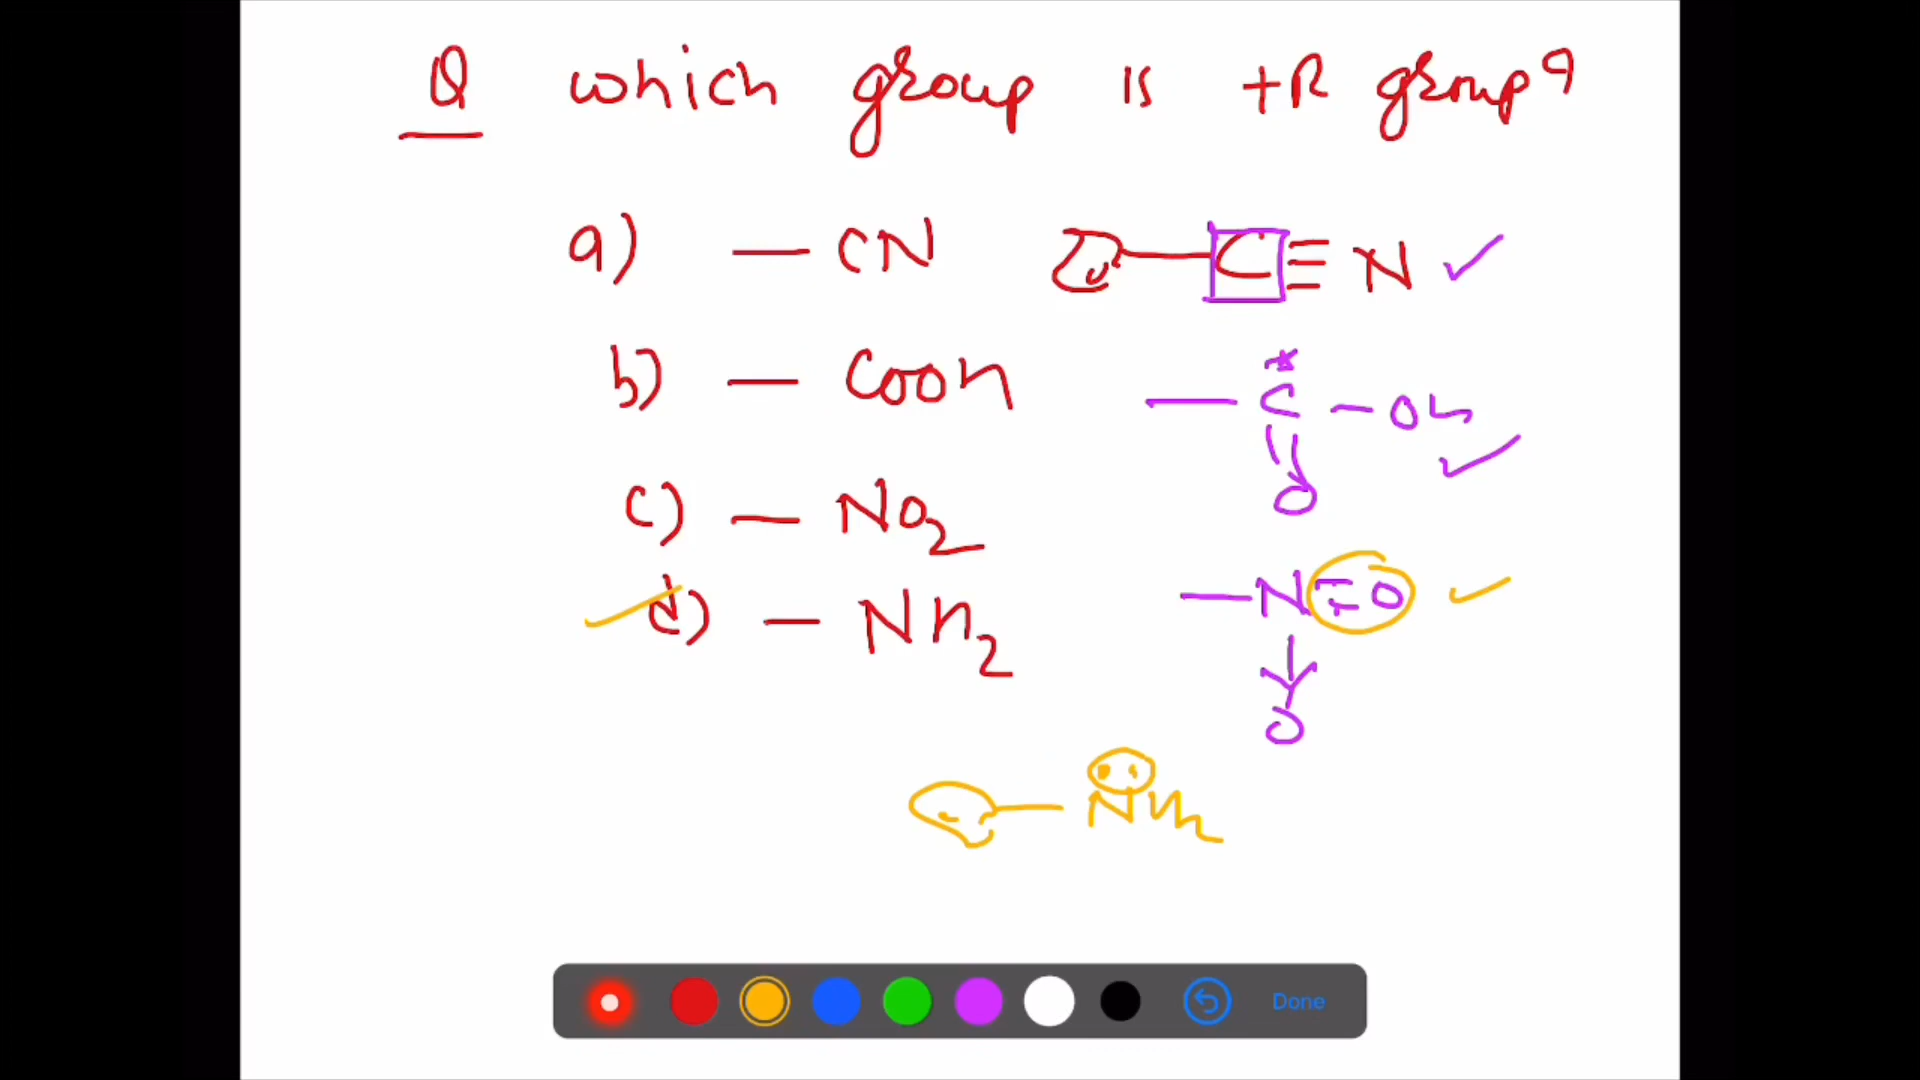 Q which group is +R group?
a) — CN C≡N
b) — COOH — C* — OH
O
c) — NO2
d) — NH2 — N=O
O
— NH2
Done